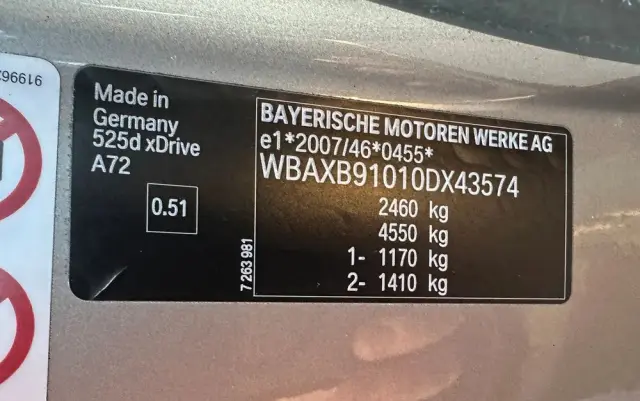 91996
Made in
Germany
525d xDrive
A72
0.51
7 263 981
BAYERISCHE MOTOREN WERKE AG
e1*2007/46*0455*
WBAXB91010DX43574
2460 kg
4550 kg
1- 1170 kg
2- 1410 kg